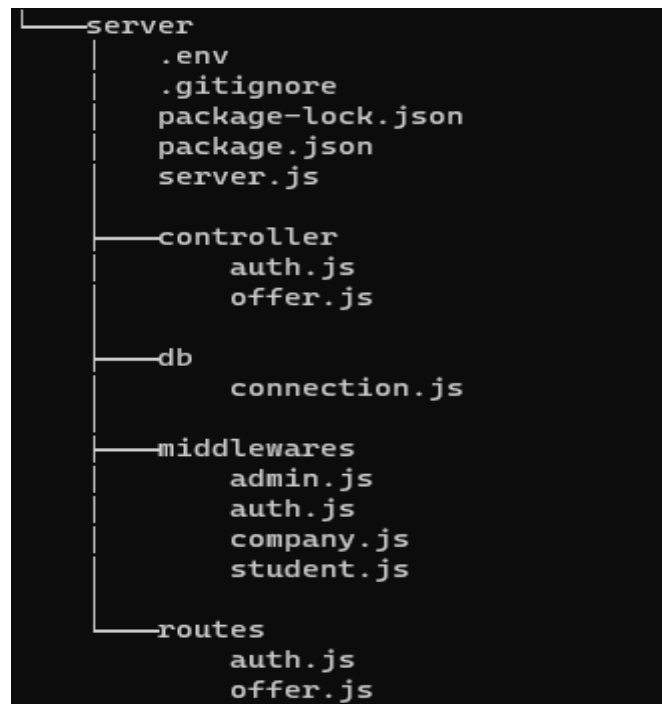 server
.env
.gitignore
package-lock.json
package.json
server.js
controller
auth.js
offer.js
db
connection.js
middlewares
admin.js
auth.js
company.js
student.js
routes
auth.js
offer.js